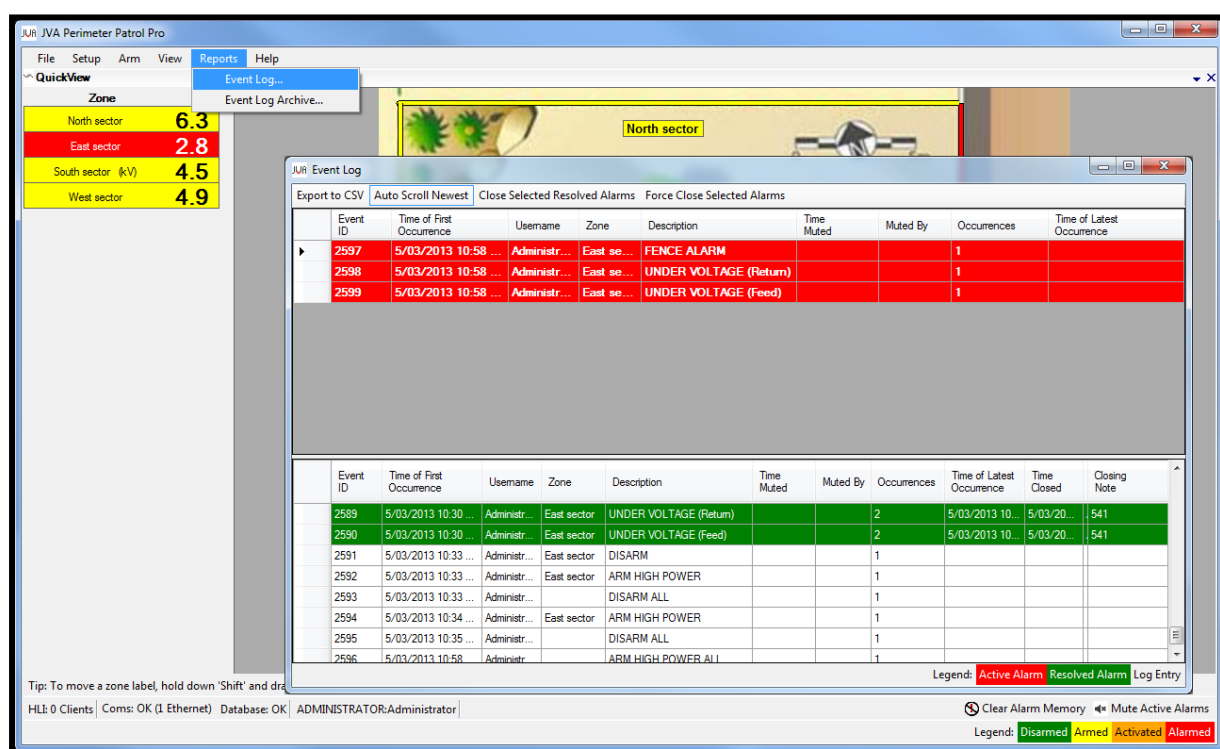 JVA JVA Perimeter Patrol Pro
File Setup Arm View Reports Help
QuickView
Event Log...
Event Log Archive...
Zone
North sector 6.3
East sector 2.8
South sector (kV) 4.5
West sector 4.9
North sector
JVA Event Log
Export to CSV Auto Scroll Newest Close Selected Resolved Alarms Force Close Selected Alarms
Event ID Time of First Occurrence Username Zone Description Time Muted Muted By Occurrences Time of Latest Occurrence
2597 5/03/2013 10:58 ... Administr... East se... FENCE ALARM 1
2598 5/03/2013 10:58 ... Administr... East se... UNDER VOLTAGE (Return) 1
2599 5/03/2013 10:58 ... Administr... East se... UNDER VOLTAGE (Feed) 1
Event ID Time of First Occurrence Username Zone Description Time Muted Muted By Occurrences Time of Latest Occurrence Time Closed Closing Note
2589 5/03/2013 10:30 ... Administr... East sector UNDER VOLTAGE (Return) 2 5/03/2013 10... 5/03/20... 541
2590 5/03/2013 10:30 ... Administr... East sector UNDER VOLTAGE (Feed) 2 5/03/2013 10... 5/03/20... 541
2591 5/03/2013 10:33 ... Administr... East sector DISARM 1
2592 5/03/2013 10:33 ... Administr... East sector ARM HIGH POWER 1
2593 5/03/2013 10:33 ... Administr... DISARM ALL 1
2594 5/03/2013 10:34 ... Administr... East sector ARM HIGH POWER 1
2595 5/03/2013 10:35 ... Administr... DISARM ALL 1
2596 5/03/2013 10:58 Administr ARM HIGH POWER ALL 1
Legend: Active Alarm Resolved Alarm Log Entry
Tip: To move a zone label, hold down 'Shift' and dra
HLI: 0 Clients Coms: OK (1 Ethernet) Database: OK ADMINISTRATOR:Administrator Clear Alarm Memory Mute Active Alarms
Legend: Disarmed Armed Activated Alarmed